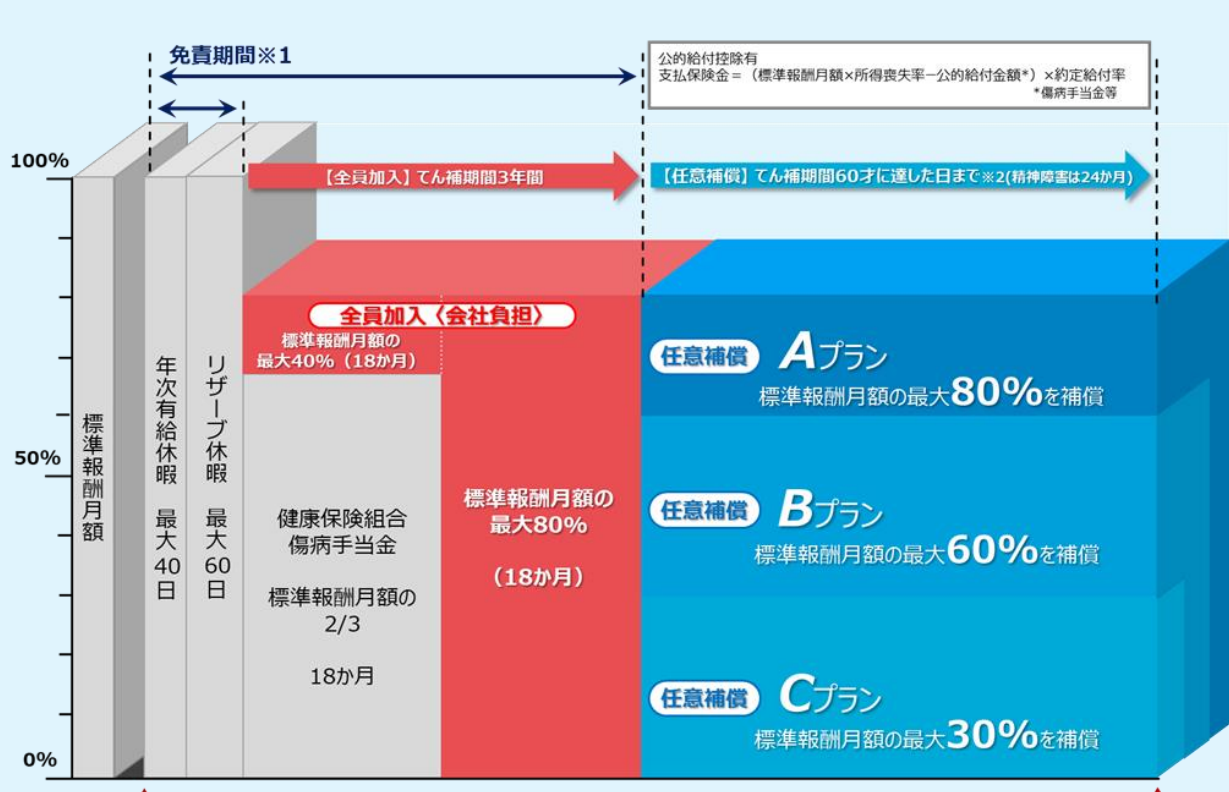 免責期間※1
公的給付控除有
支払保険金＝（標準報酬月額×所得喪失率－公的給付金額*）×約定給付率
*傷病手当金等
100%
50%
0%
【全員加入】てん補期間3年間
【任意補償】てん補期間60才に達した日まで※2(精神障害は24か月)
標準報酬月額
年次有給休暇　最大40日
リザーブ休暇　最大60日
全員加入〈会社負担〉
標準報酬月額の
最大40%（18か月）
健康保険組合
傷病手当金
標準報酬月額の
2/3
18か月
標準報酬月額の
最大80%
（18か月）
任意補償 Aプラン
標準報酬月額の最大80%を補償
任意補償 Bプラン
標準報酬月額の最大60%を補償
任意補償 Cプラン
標準報酬月額の最大30%を補償